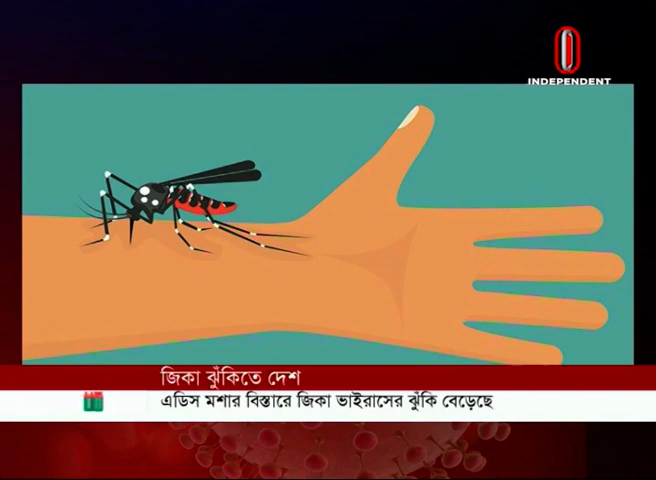 INDEPENDENT
জিকা ঝুঁকিতে দেশ
এডিস মশার বিস্তারে জিকা ভাইরাসের ঝুঁকি বেড়েছে